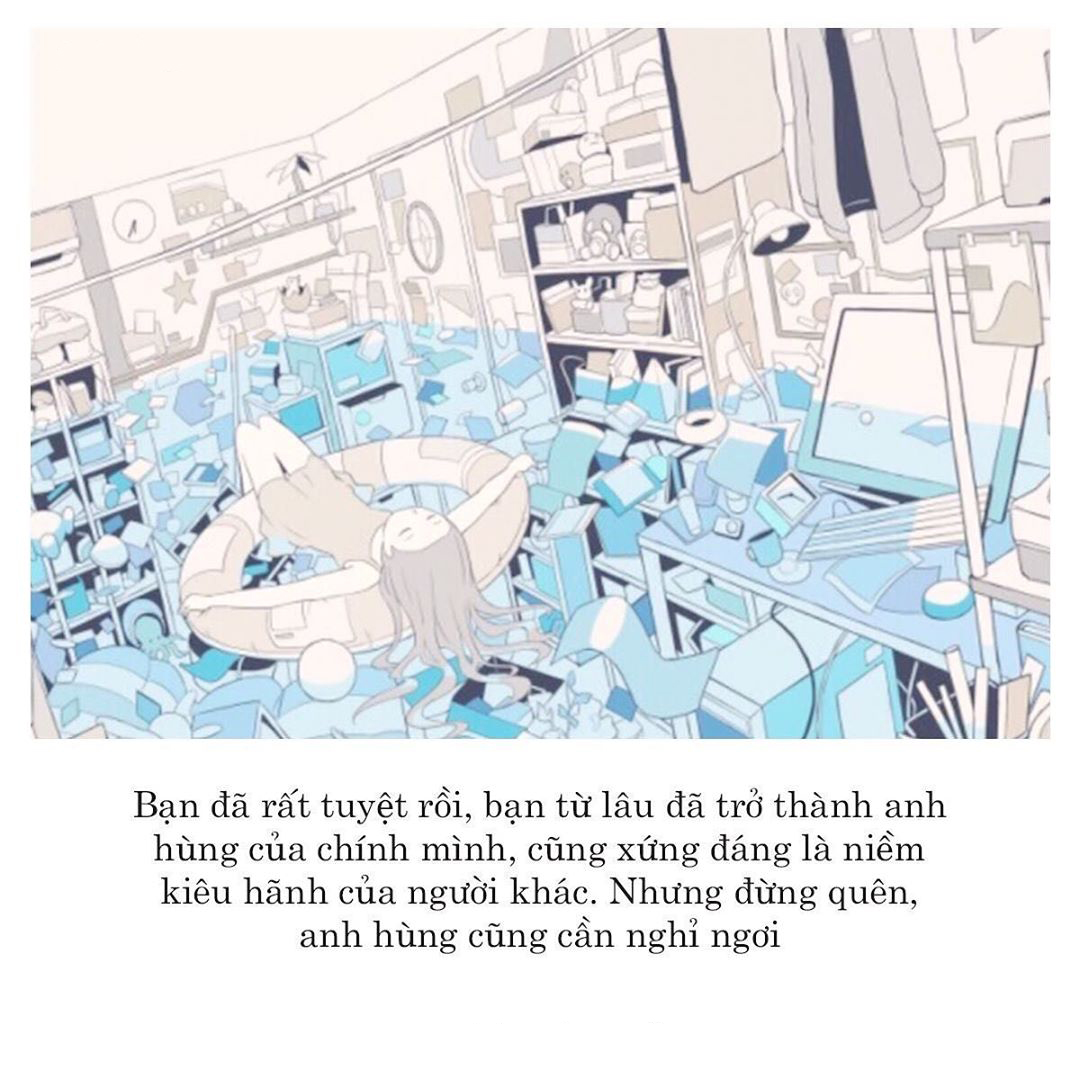 Bạn đã rất tuyệt rồi, bạn từ lâu đã trở thành anh
hùng của chính mình, cũng xứng đáng là niềm
kiêu hãnh của người khác. Nhưng đừng quên,
anh hùng cũng cần nghỉ ngơi